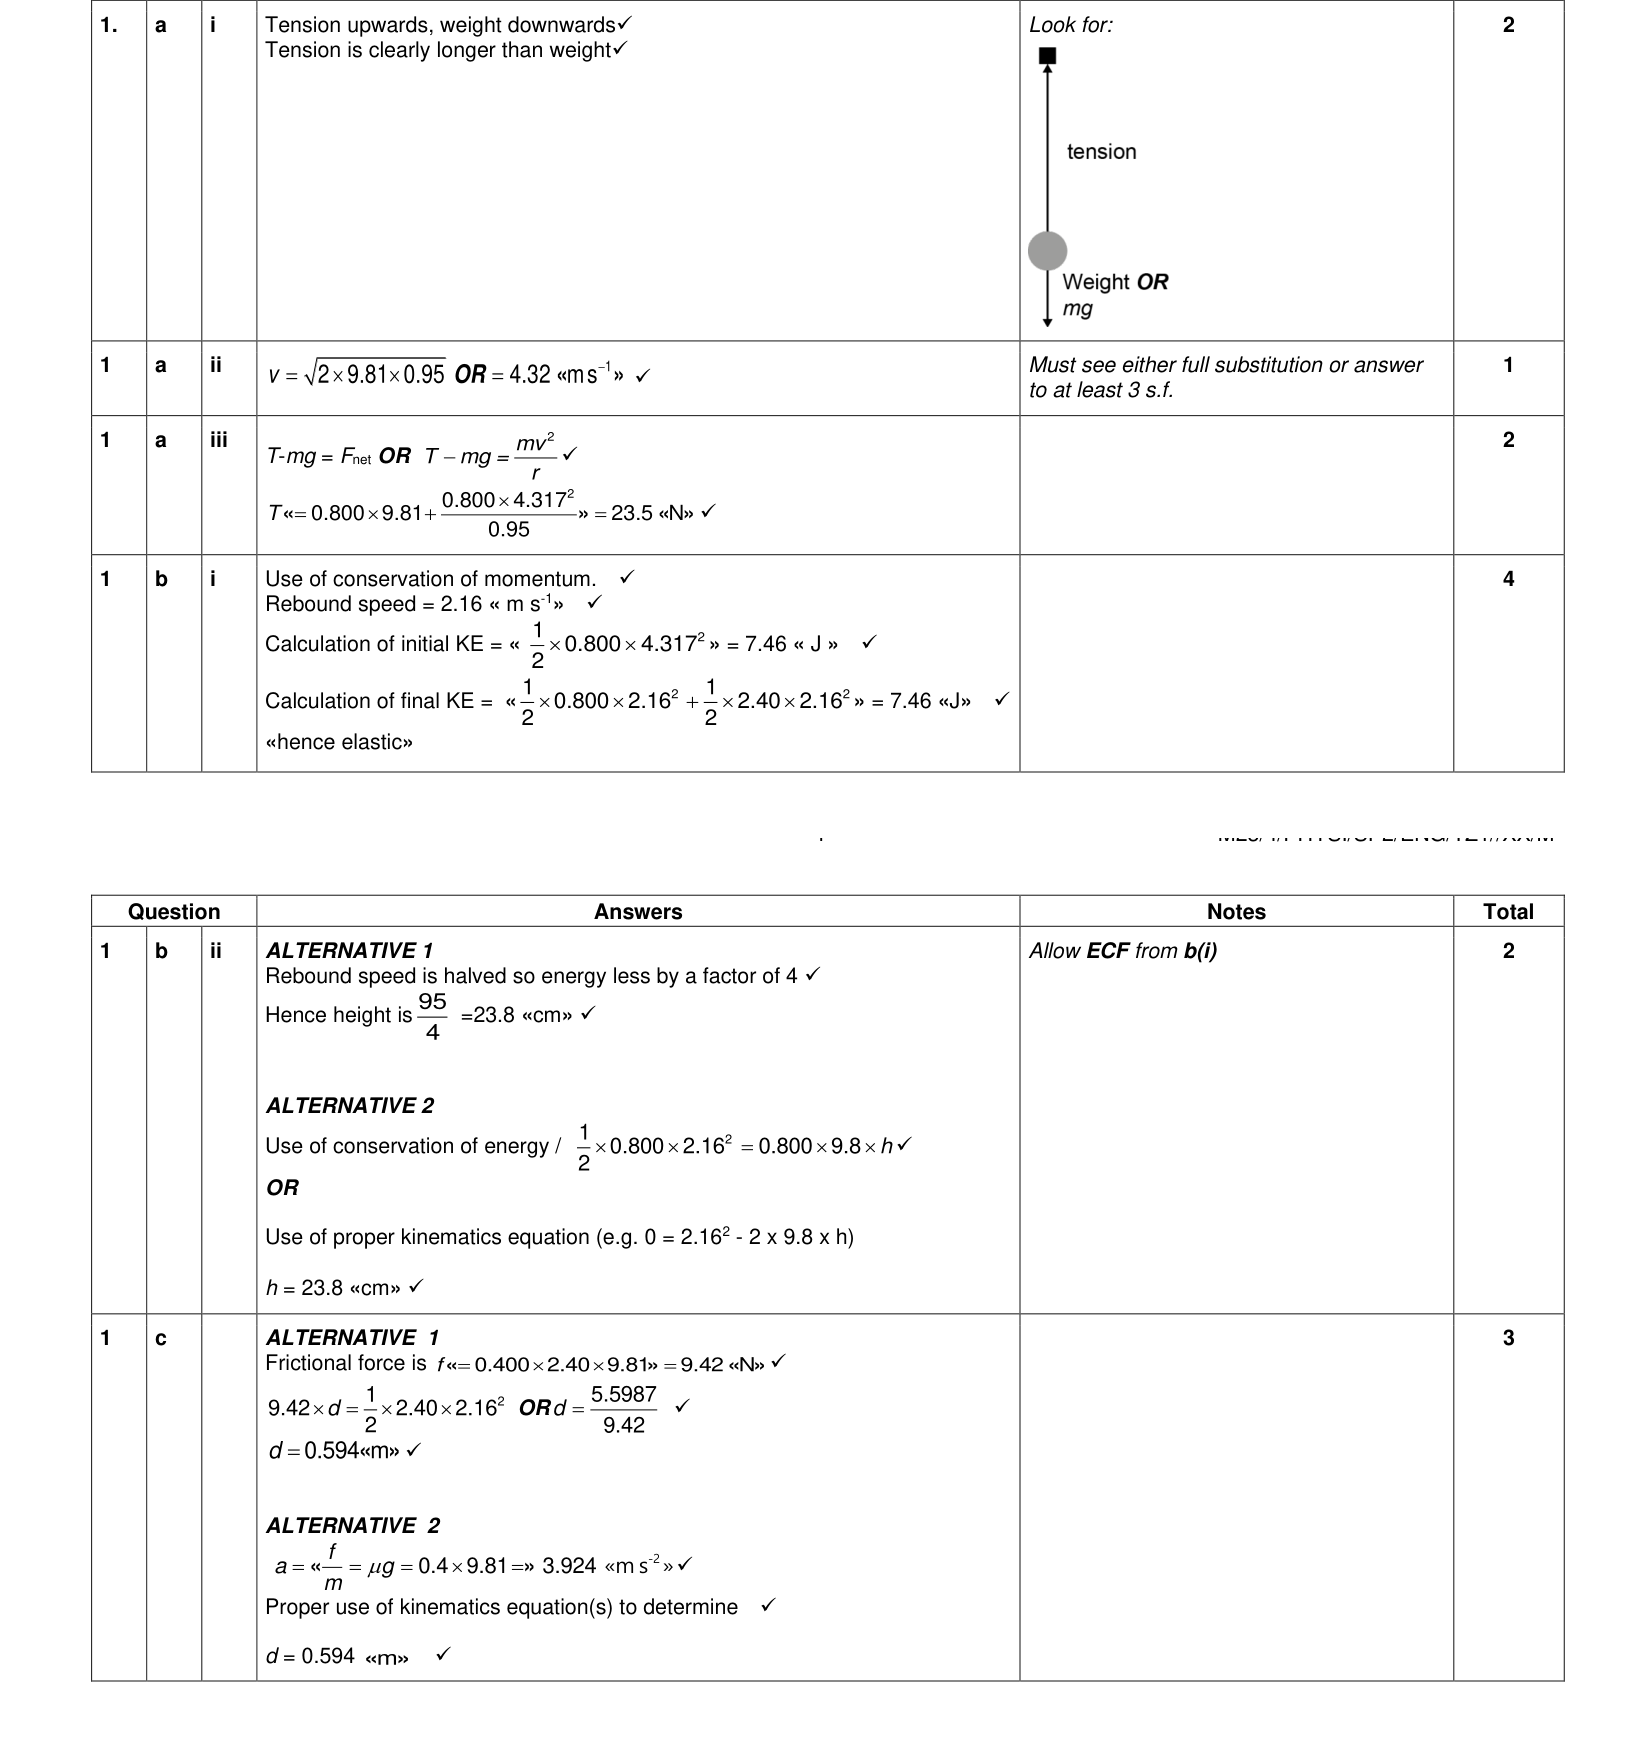 1. a i Tension upwards, weight downwards✓ Look for: 2
Tension is clearly longer than weight✓
tension
Weight OR
mg
1 a ii v = √(2×9.81×0.95) OR = 4.32 «m s⁻¹» ✓ Must see either full substitution or answer 1
to at least 3 s.f.
1 a iii T-mg = Fnet OR T − mg = mv²/r ✓ 2
T«= 0.800×9.81+ (0.800×4.317²)/0.95» = 23.5 «N» ✓
1 b i Use of conservation of momentum. ✓ 4
Rebound speed = 2.16 « m s⁻¹» ✓
Calculation of initial KE = « 1/2 ×0.800×4.317² » = 7.46 « J » ✓
Calculation of final KE = «1/2 ×0.800×2.16² + 1/2 ×2.40×2.16² » = 7.46 «J» ✓
«hence elastic»
Question Answers Notes Total
1 b ii ALTERNATIVE 1 Allow ECF from b(i) 2
Rebound speed is halved so energy less by a factor of 4 ✓
Hence height is 95/4 =23.8 «cm» ✓
ALTERNATIVE 2
Use of conservation of energy / 1/2 ×0.800×2.16² = 0.800×9.8×h ✓
OR
Use of proper kinematics equation (e.g. 0 = 2.16² - 2 x 9.8 x h)
h = 23.8 «cm» ✓
1 c ALTERNATIVE 1 3
Frictional force is f«= 0.400×2.40×9.81» = 9.42 «N» ✓
9.42×d = 1/2 ×2.40×2.16² OR d = 5.5987/9.42 ✓
d = 0.594«m» ✓
ALTERNATIVE 2
a = «f/m = μg = 0.4×9.81 =» 3.924 «m s⁻²» ✓
Proper use of kinematics equation(s) to determine ✓
d = 0.594 «m» ✓